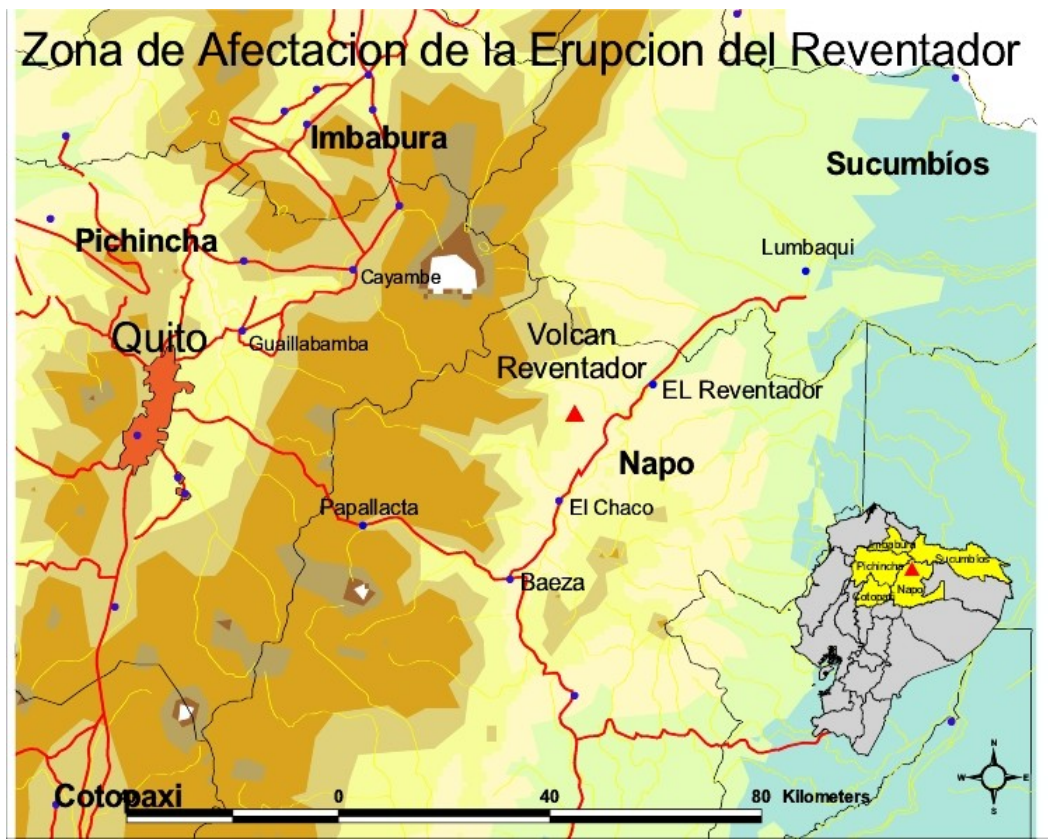 Zona de Afectacion de la Erupcion del Reventador
Imbabura
Sucumbíos
Pichincha
Lumbaqui
Cayambe
Quito
Guaillabamba
Volcan
Reventador
EL Reventador
Napo
Papallacta
El Chaco
Baeza
Imbabura
Sucumbíos
Pichincha
Cotopaxi
Napo
N
W
E
S
Cotopaxi
0
40
80 Kilometers